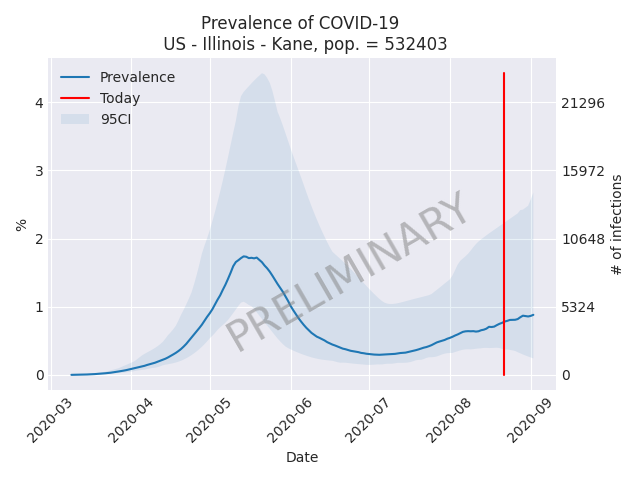 Prevalence of COVID-19
US - Illinois - Kane, pop. = 532403
Prevalence
Today
95CI
4
3
2
1
0
%
21296
15972
10648
5324
0
# of infections
PRELIMINARY
2020-03
2020-04
2020-05
2020-06
2020-07
2020-08
2020-09
Date